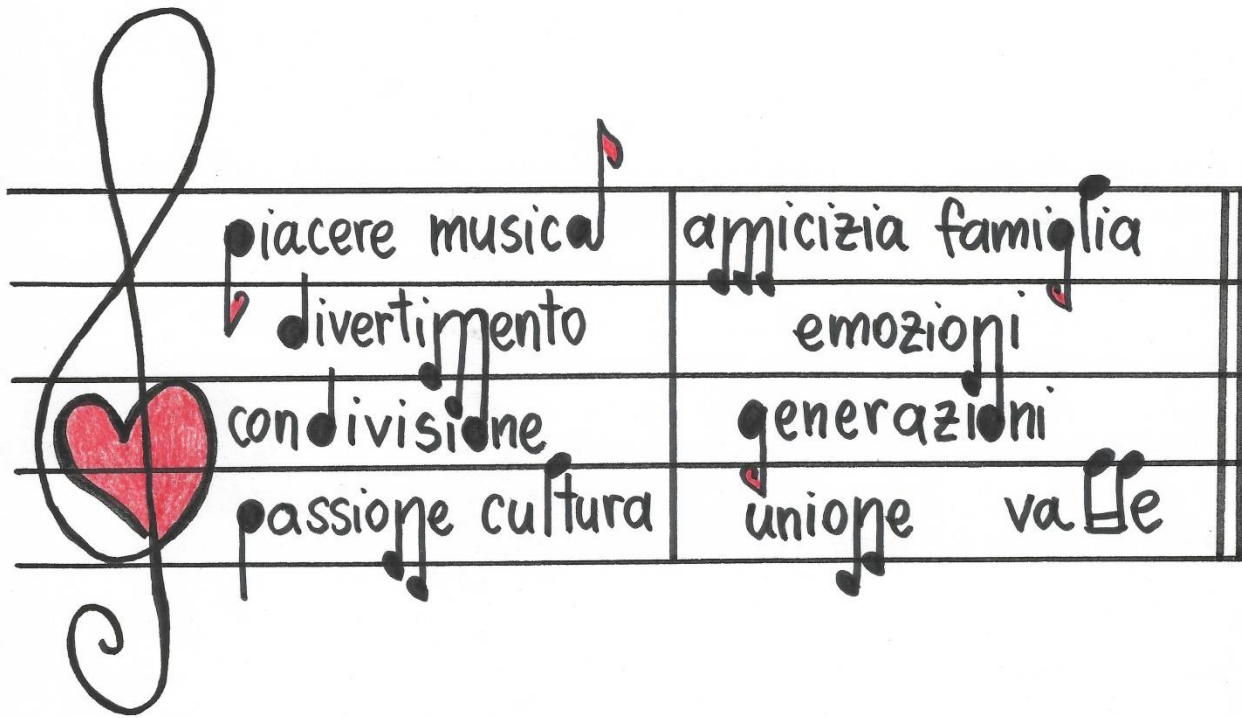 piacere musica
divertimento
condivisione
passione cultura
amicizia famiglia
emozioni
generazioni
unione valle